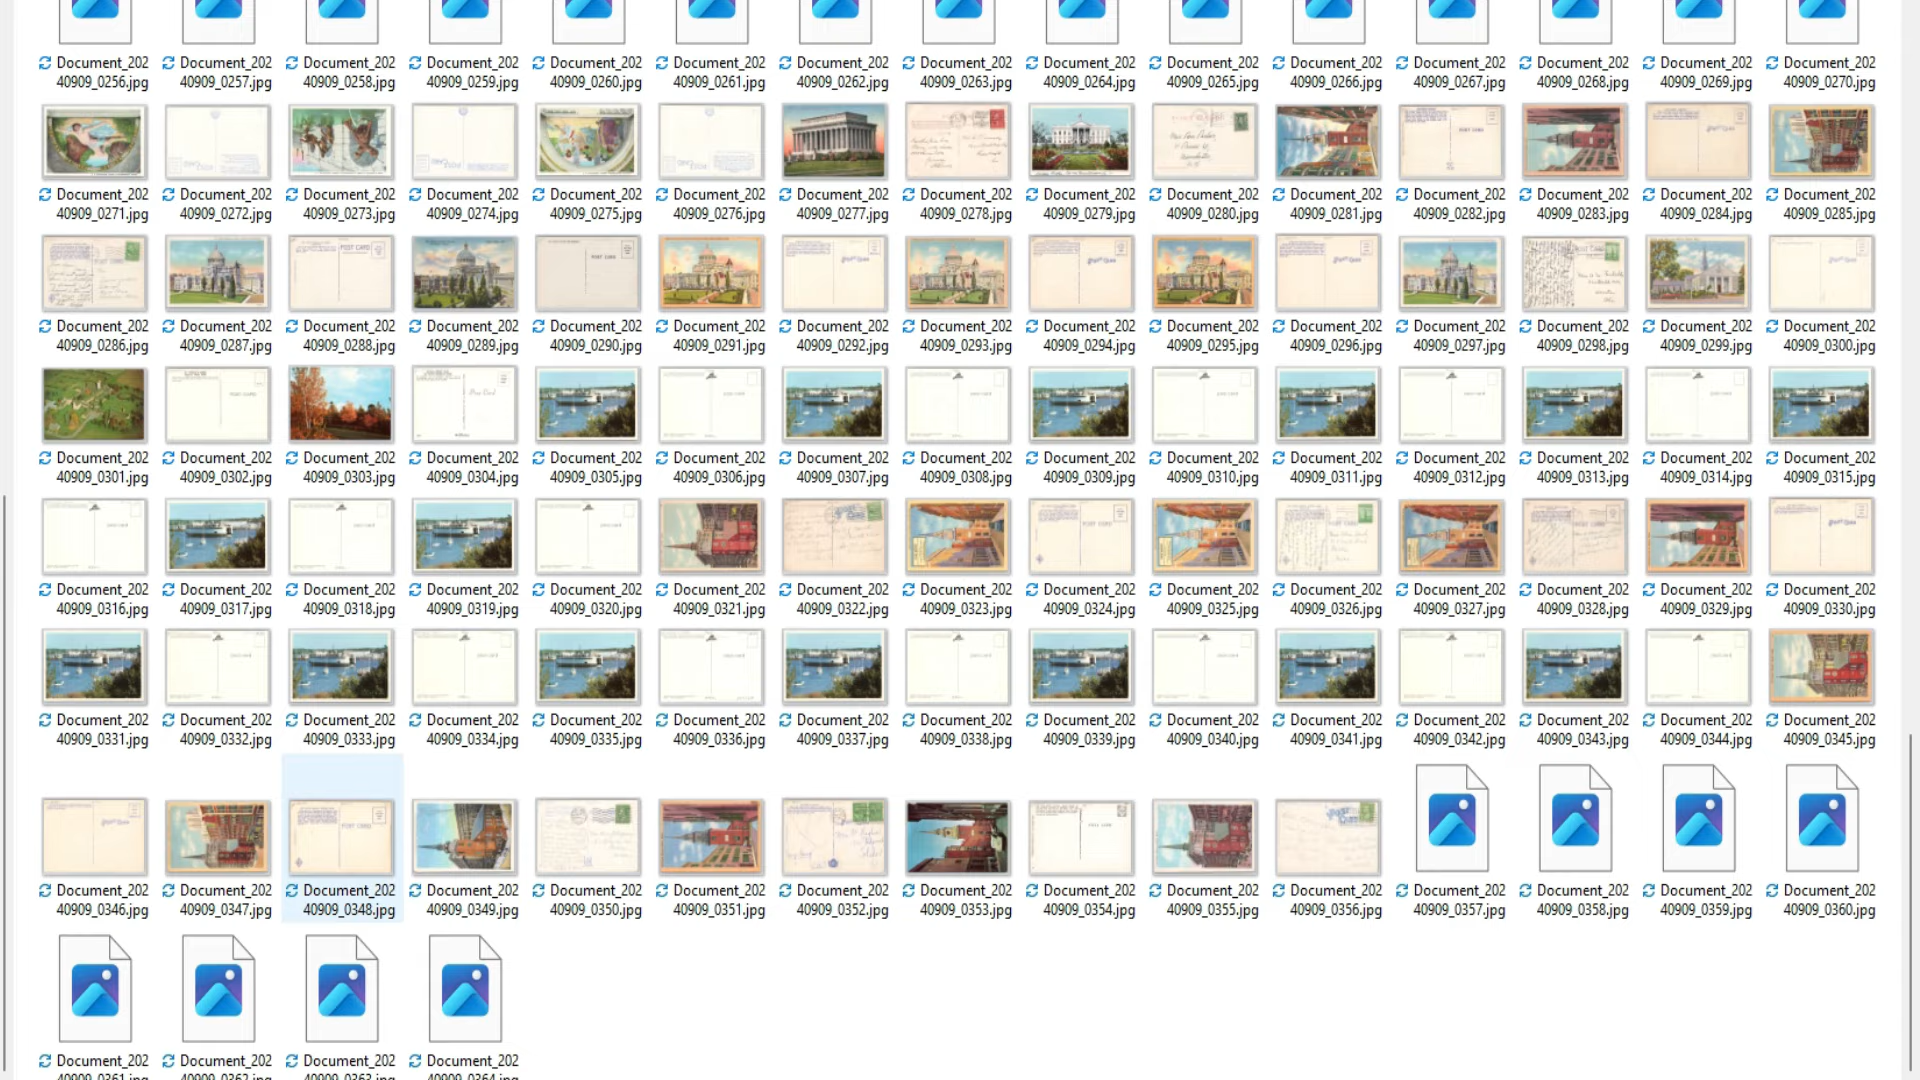 Document_202 Document_202 Document_202 Document_202 Document_202 Document_202 Document_202 Document_202 Document_202 Document_202 Document_202 Document_202 Document_202 Document_202 Document_202
40909_0256.jpg 40909_0257.jpg 40909_0258.jpg 40909_0259.jpg 40909_0260.jpg 40909_0261.jpg 40909_0262.jpg 40909_0263.jpg 40909_0264.jpg 40909_0265.jpg 40909_0266.jpg 40909_0267.jpg 40909_0268.jpg 40909_0269.jpg 40909_0270.jpg
Document_202 Document_202 Document_202 Document_202 Document_202 Document_202 Document_202 Document_202 Document_202 Document_202 Document_202 Document_202 Document_202 Document_202 Document_202
40909_0271.jpg 40909_0272.jpg 40909_0273.jpg 40909_0274.jpg 40909_0275.jpg 40909_0276.jpg 40909_0277.jpg 40909_0278.jpg 40909_0279.jpg 40909_0280.jpg 40909_0281.jpg 40909_0282.jpg 40909_0283.jpg 40909_0284.jpg 40909_0285.jpg
Document_202 Document_202 Document_202 Document_202 Document_202 Document_202 Document_202 Document_202 Document_202 Document_202 Document_202 Document_202 Document_202 Document_202 Document_202
40909_0286.jpg 40909_0287.jpg 40909_0288.jpg 40909_0289.jpg 40909_0290.jpg 40909_0291.jpg 40909_0292.jpg 40909_0293.jpg 40909_0294.jpg 40909_0295.jpg 40909_0296.jpg 40909_0297.jpg 40909_0298.jpg 40909_0299.jpg 40909_0300.jpg
Document_202 Document_202 Document_202 Document_202 Document_202 Document_202 Document_202 Document_202 Document_202 Document_202 Document_202 Document_202 Document_202 Document_202 Document_202
40909_0301.jpg 40909_0302.jpg 40909_0303.jpg 40909_0304.jpg 40909_0305.jpg 40909_0306.jpg 40909_0307.jpg 40909_0308.jpg 40909_0309.jpg 40909_0310.jpg 40909_0311.jpg 40909_0312.jpg 40909_0313.jpg 40909_0314.jpg 40909_0315.jpg
Document_202 Document_202 Document_202 Document_202 Document_202 Document_202 Document_202 Document_202 Document_202 Document_202 Document_202 Document_202 Document_202 Document_202 Document_202
40909_0316.jpg 40909_0317.jpg 40909_0318.jpg 40909_0319.jpg 40909_0320.jpg 40909_0321.jpg 40909_0322.jpg 40909_0323.jpg 40909_0324.jpg 40909_0325.jpg 40909_0326.jpg 40909_0327.jpg 40909_0328.jpg 40909_0329.jpg 40909_0330.jpg
Document_202 Document_202 Document_202 Document_202 Document_202 Document_202 Document_202 Document_202 Document_202 Document_202 Document_202 Document_202 Document_202 Document_202 Document_202
40909_0331.jpg 40909_0332.jpg 40909_0333.jpg 40909_0334.jpg 40909_0335.jpg 40909_0336.jpg 40909_0337.jpg 40909_0338.jpg 40909_0339.jpg 40909_0340.jpg 40909_0341.jpg 40909_0342.jpg 40909_0343.jpg 40909_0344.jpg 40909_0345.jpg
Document_202 Document_202 Document_202 Document_202 Document_202 Document_202 Document_202 Document_202 Document_202 Document_202 Document_202 Document_202 Document_202 Document_202 Document_202
40909_0346.jpg 40909_0347.jpg 40909_0348.jpg 40909_0349.jpg 40909_0350.jpg 40909_0351.jpg 40909_0352.jpg 40909_0353.jpg 40909_0354.jpg 40909_0355.jpg 40909_0356.jpg 40909_0357.jpg 40909_0358.jpg 40909_0359.jpg 40909_0360.jpg
Document_202 Document_202 Document_202 Document_202
40909_0361.jpg 40909_0362.jpg 40909_0363.jpg 40909_0364.jpg